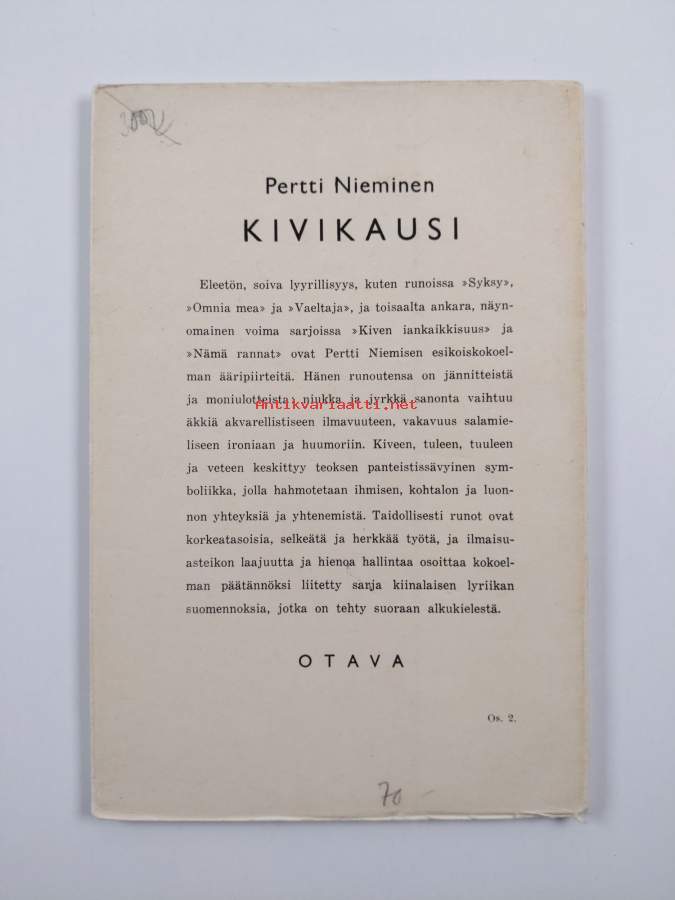 Pertti Nieminen
KIVIKAUSI
Eleetön, soiva lyyrillisyys, kuten runoissa »Syksy»,
»Omnia mea» ja »Vaeltaja», ja toisaalta ankara, näyn-
omainen voima sarjoissa »Kiven iankaikkisuus» ja
»Nämä rannat» ovat Pertti Niemisen esikoiskokoel-
man ääripiirteitä. Hänen runoutensa on jännitteistä
ja moniulotteista: niukka ja jyrkkä sanonta vaihtuu
Antikvariaatti.net
äkkiä akvarellistiseen ilmavuuteen, vakavuus salamie-
liseen ironiaan ja huumoriin. Kiveen, tuleen, tuuleen
ja veteen keskittyy teoksen panteistissävyinen sym-
boliikka, jolla hahmotetaan ihmisen, kohtalon ja luon-
non yhteyksiä ja yhtenemistä. Taidollisesti runot ovat
korkeatasoisia, selkeätä ja herkkää työtä, ja ilmaisu-
asteikon laajuutta ja hienoa hallintaa osoittaa kokoel-
man päätännöksi liitetty sarja kiinalaisen lyriikan
suomennoksia, jotka on tehty suoraan alkukielestä.
OTAVA
Os. 2.
70 -